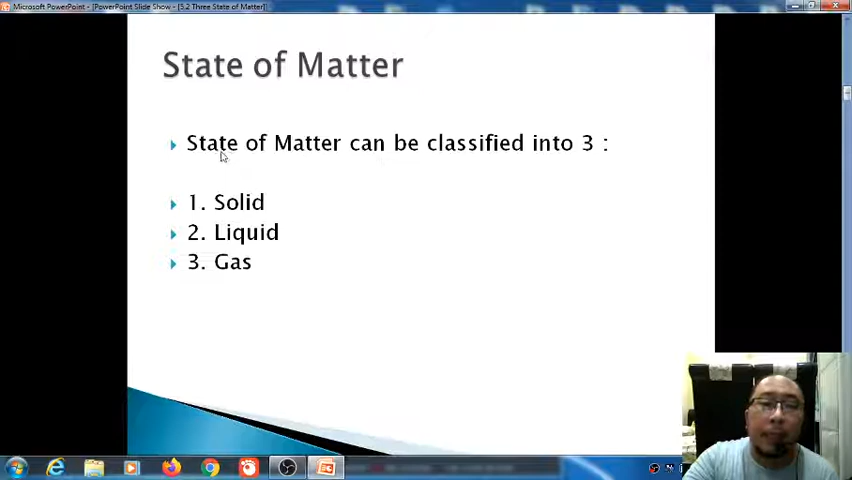 Microsoft PowerPoint - [PowerPoint Slide Show - [5.2 Three State of Matter]]
State of Matter
State of Matter can be classified into 3 :
1. Solid
2. Liquid
3. Gas